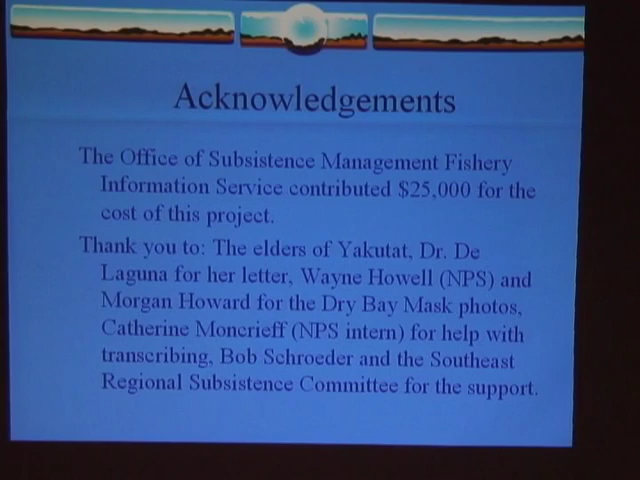 Acknowledgements
The Office of Subsistence Management Fishery
Information Service contributed $25,000 for the
cost of this project.
Thank you to: The elders of Yakutat, Dr. De
Laguna for her letter, Wayne Howell (NPS) and
Morgan Howard for the Dry Bay Mask photos,
Catherine Moncrieff (NPS intern) for help with
transcribing, Bob Schroeder and the Southeast
Regional Subsistence Committee for the support.